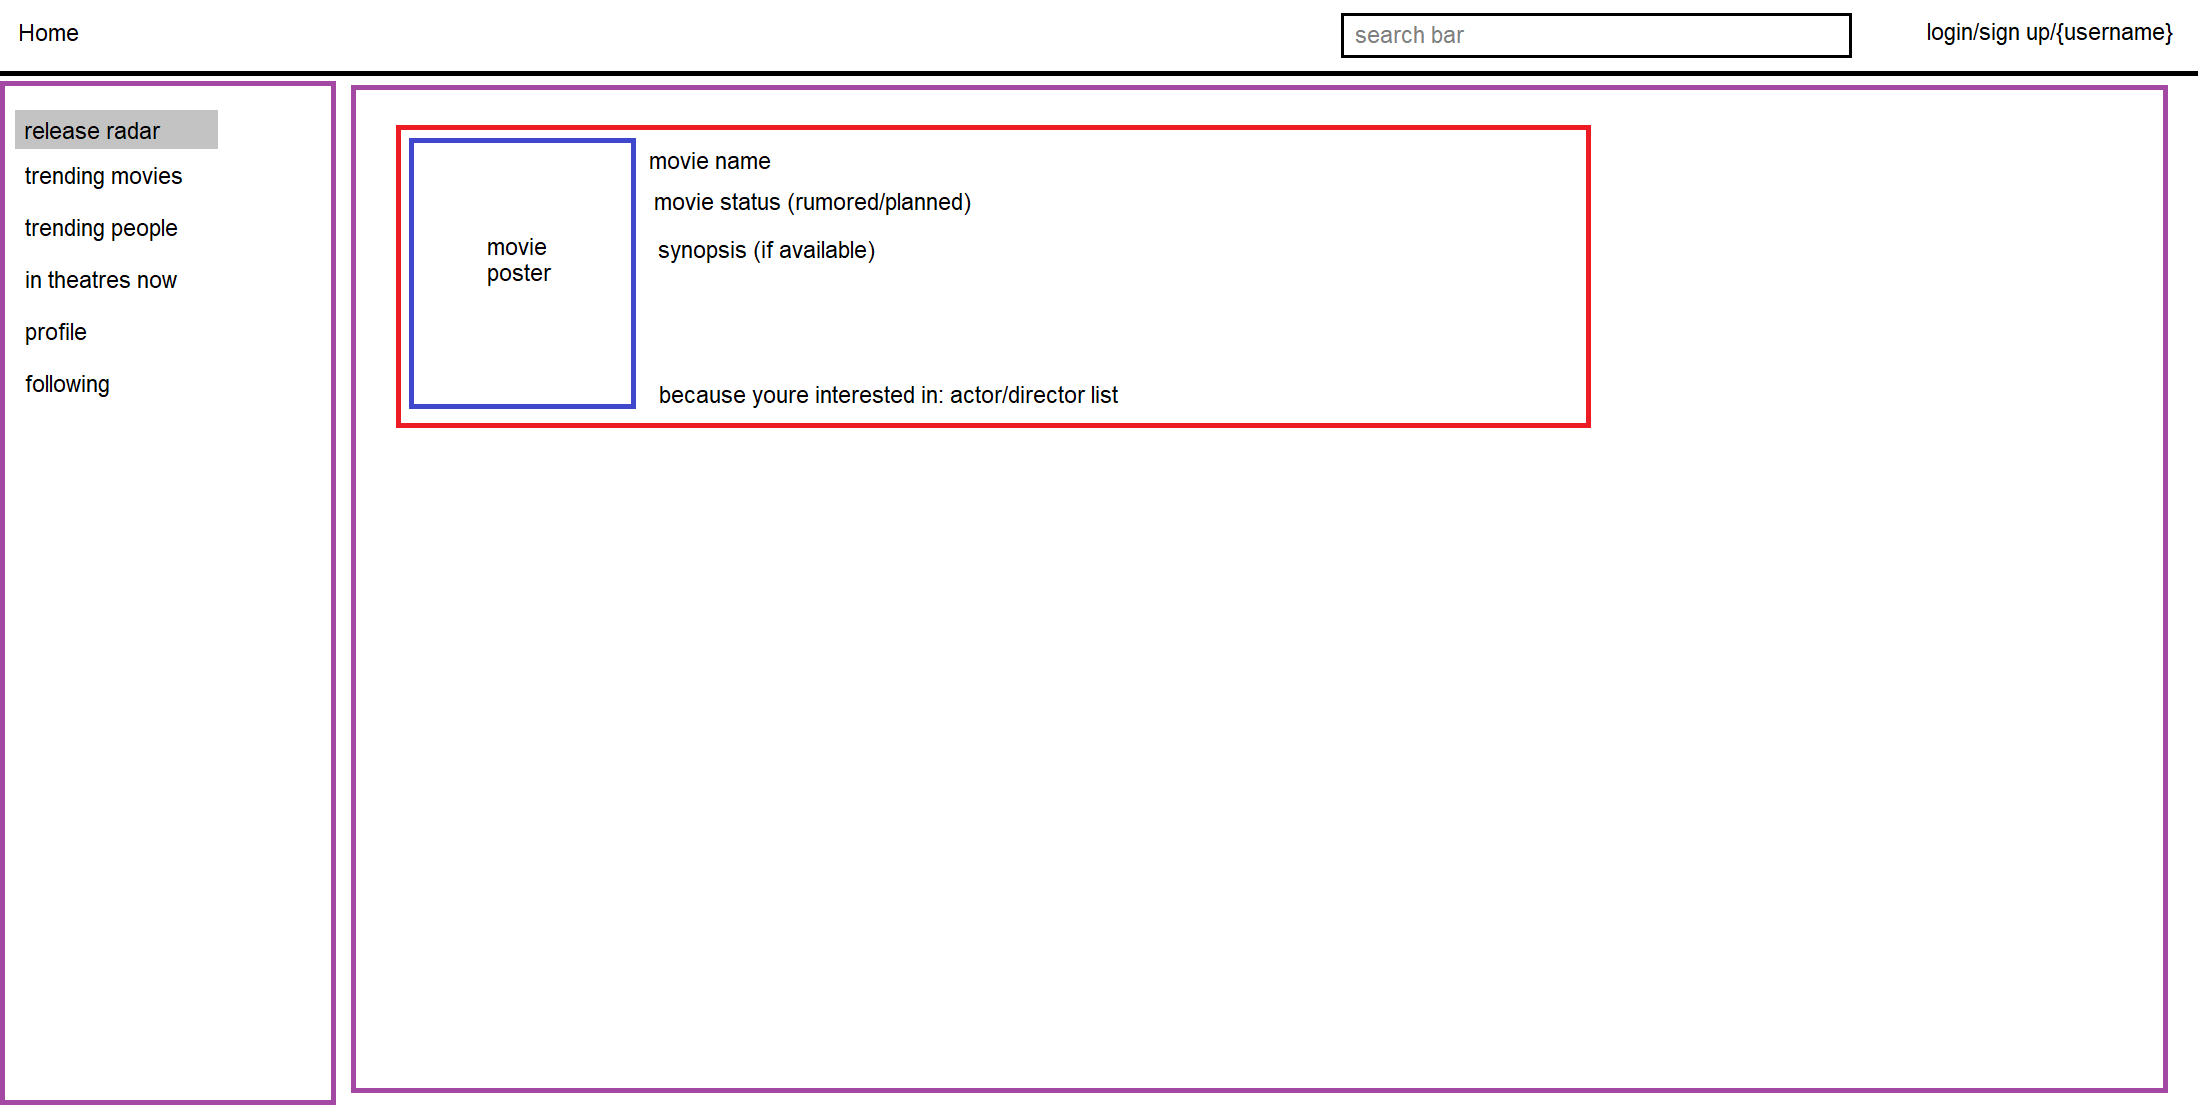 Home
search bar
login/sign up/{username}
release radar
trending movies
trending people
in theatres now
profile
following
movie
poster
movie name
movie status (rumored/planned)
synopsis (if available)
because youre interested in: actor/director list